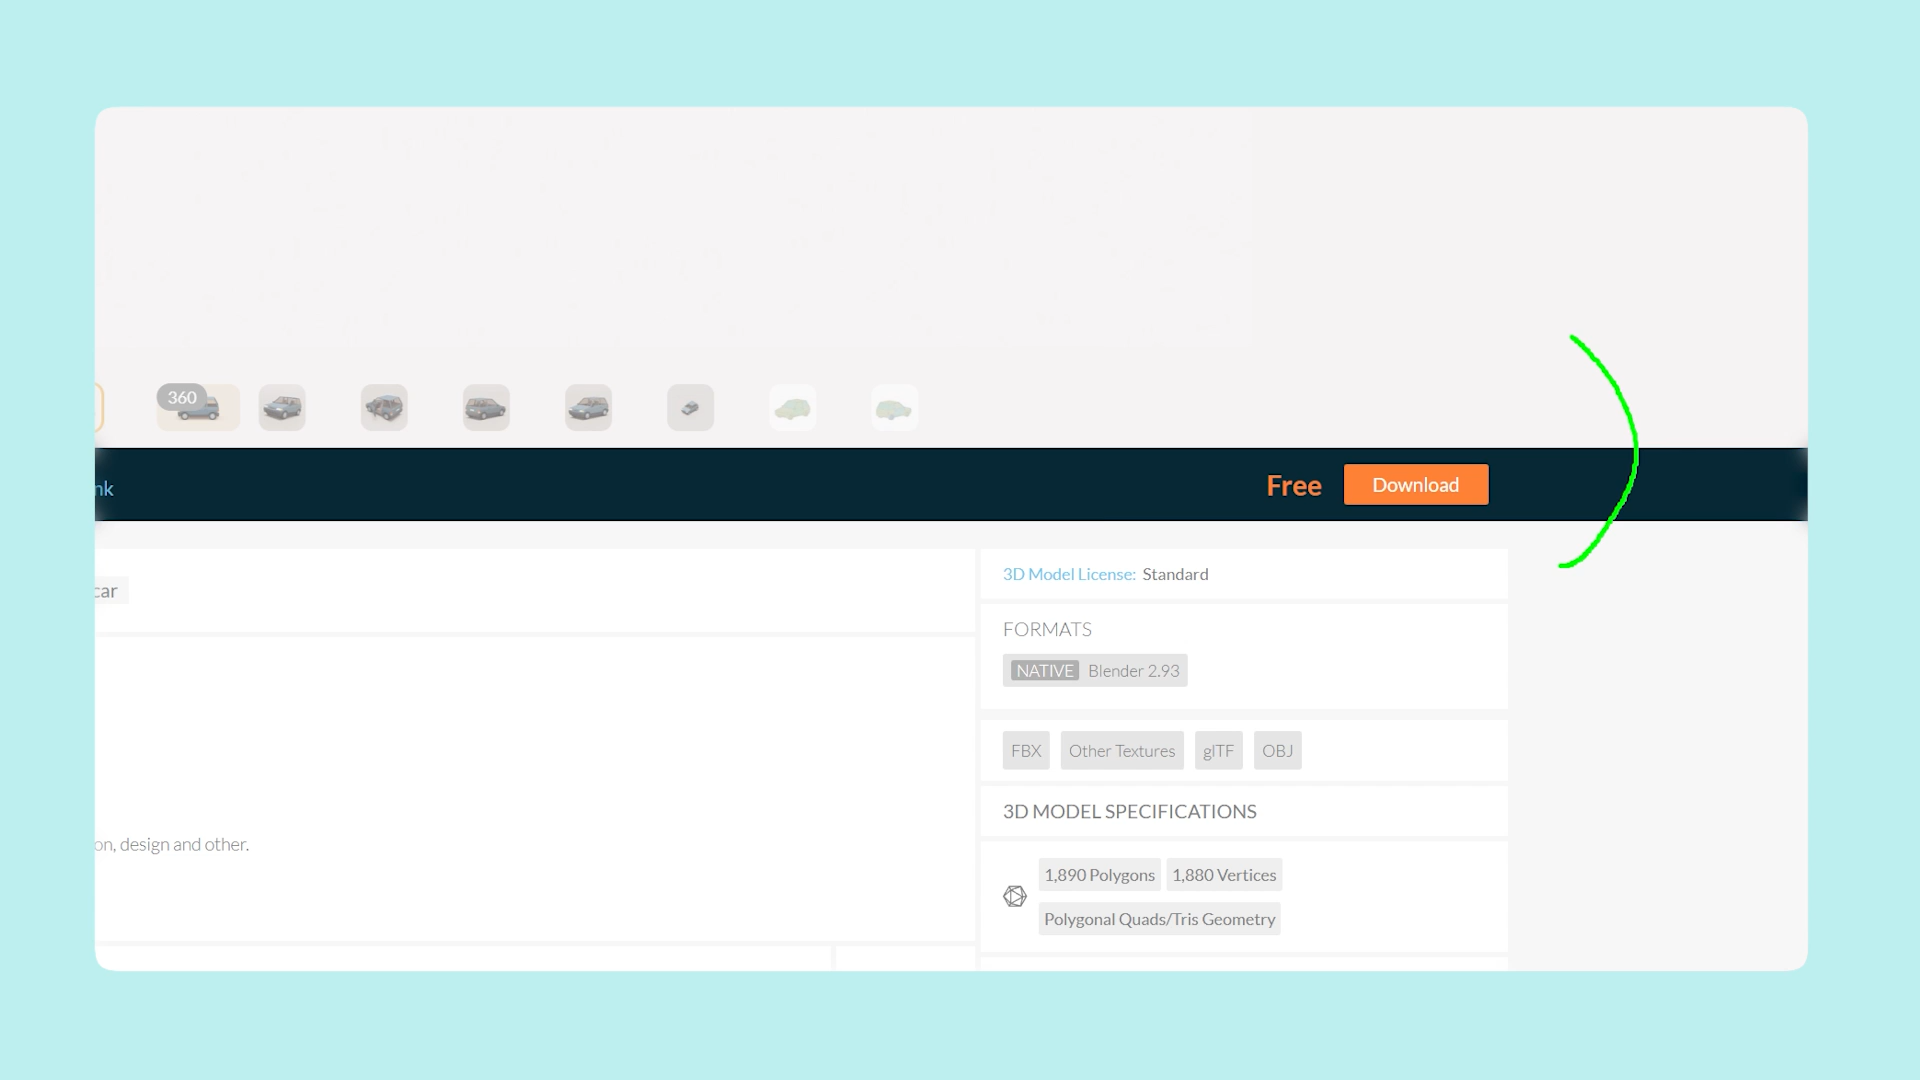 360
nk
Free Download
car
3D Model License: Standard
FORMATS
NATIVE Blender 2.93
FBX Other Textures glTF OBJ
3D MODEL SPECIFICATIONS
on, design and other.
1,890 Polygons 1,880 Vertices
Polygonal Quads/Tris Geometry